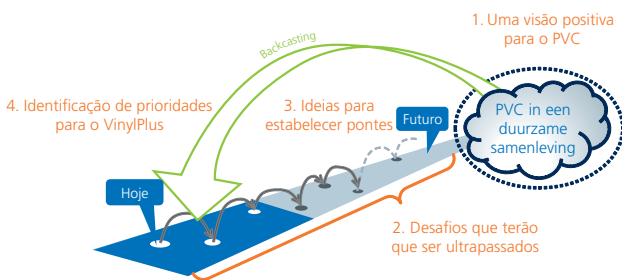 1. Uma visão positiva
para o PVC
Backcasting
4. Identificação de prioridades
para o VinylPlus
3. Ideias para
estabelecer pontes
Futuro
PVC in een
duurzame
samenleving
Hoje
2. Desafios que terão
que ser ultrapassados